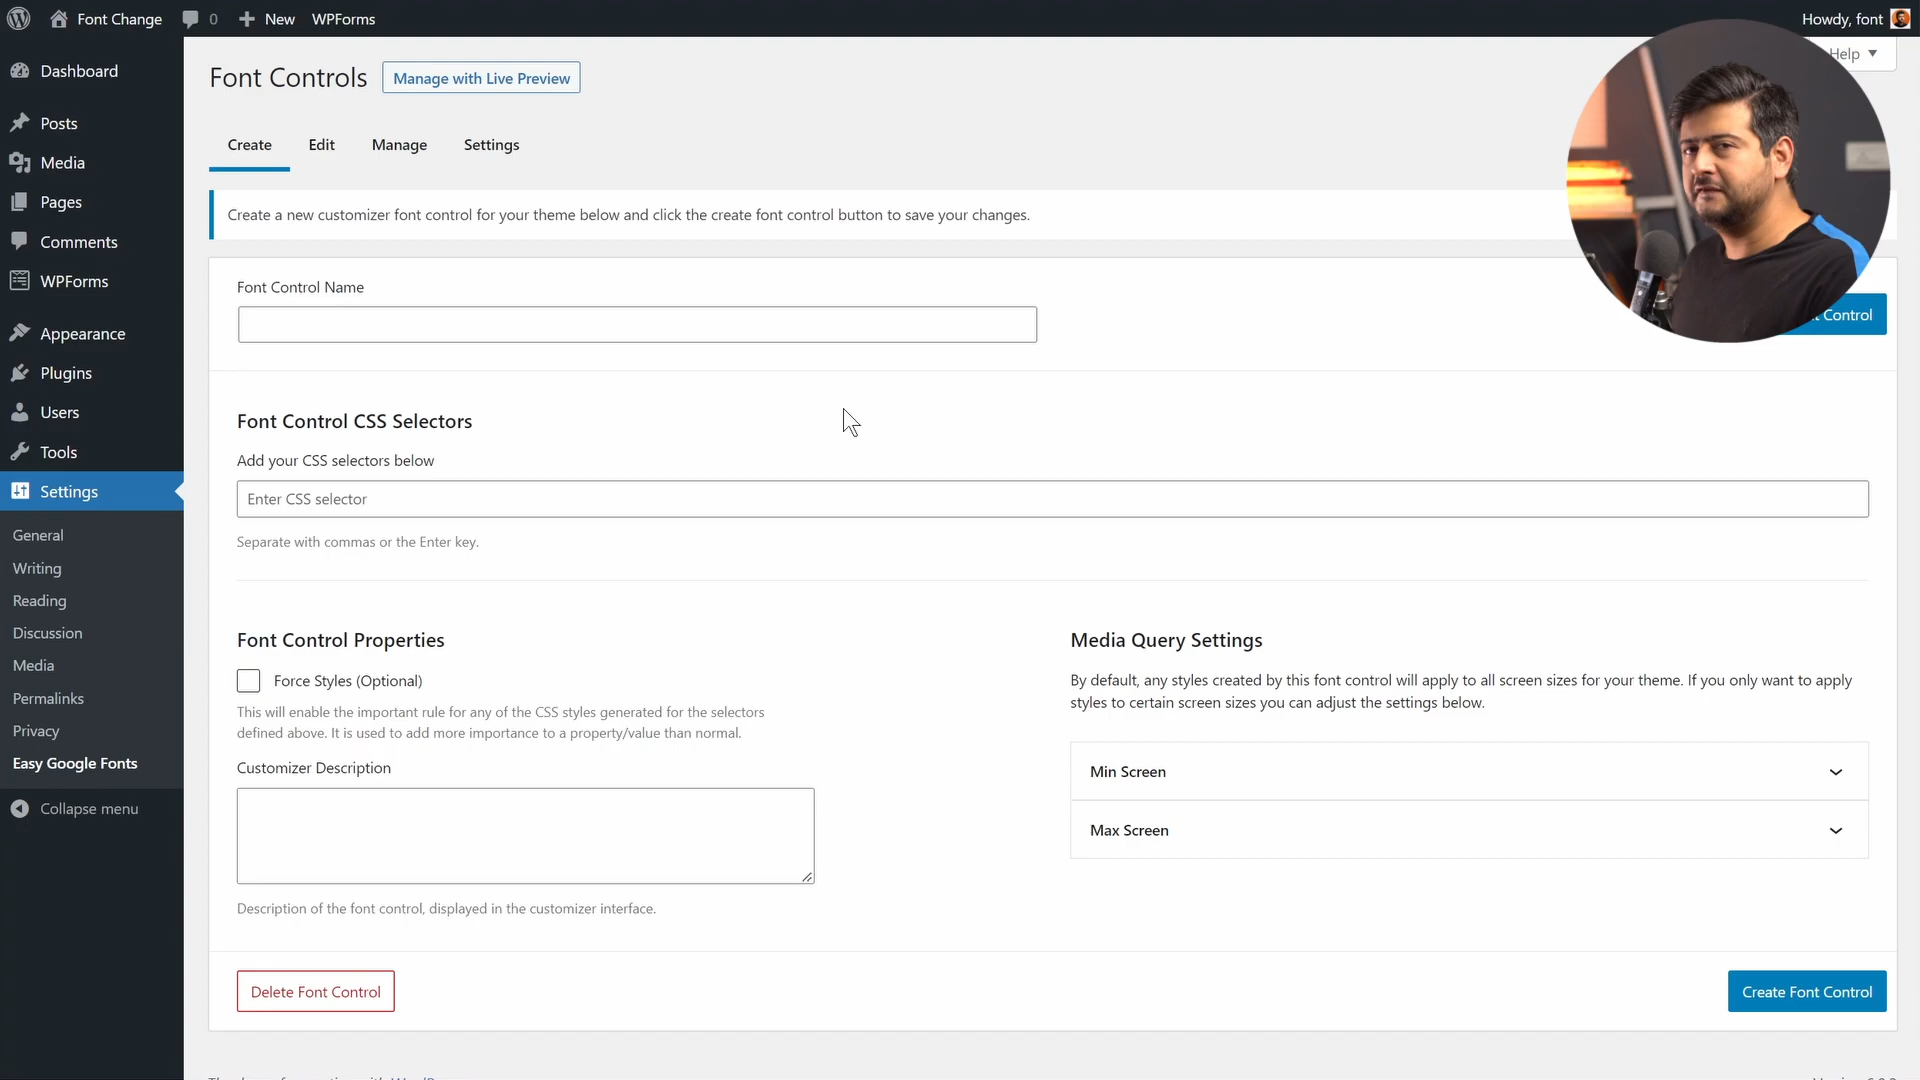 Font Change
0
New
WPForms
Howdy, font
Help
Dashboard
Posts
Media
Pages
Comments
WPForms
Appearance
Plugins
Users
Tools
Settings
General
Writing
Reading
Discussion
Media
Permalinks
Privacy
Easy Google Fonts
Collapse menu
Font Controls
Manage with Live Preview
Create
Edit
Manage
Settings
Create a new customizer font control for your theme below and click the create font control button to save your changes.
Font Control Name
Control
Font Control CSS Selectors
Add your CSS selectors below
Enter CSS selector
Separate with commas or the Enter key.
Font Control Properties
Force Styles (Optional)
This will enable the important rule for any of the CSS styles generated for the selectors
defined above. It is used to add more importance to a property/value than normal.
Customizer Description
Description of the font control, displayed in the customizer interface.
Media Query Settings
By default, any styles created by this font control will apply to all screen sizes for your theme. If you only want to apply
styles to certain screen sizes you can adjust the settings below.
Min Screen
Max Screen
Delete Font Control
Create Font Control